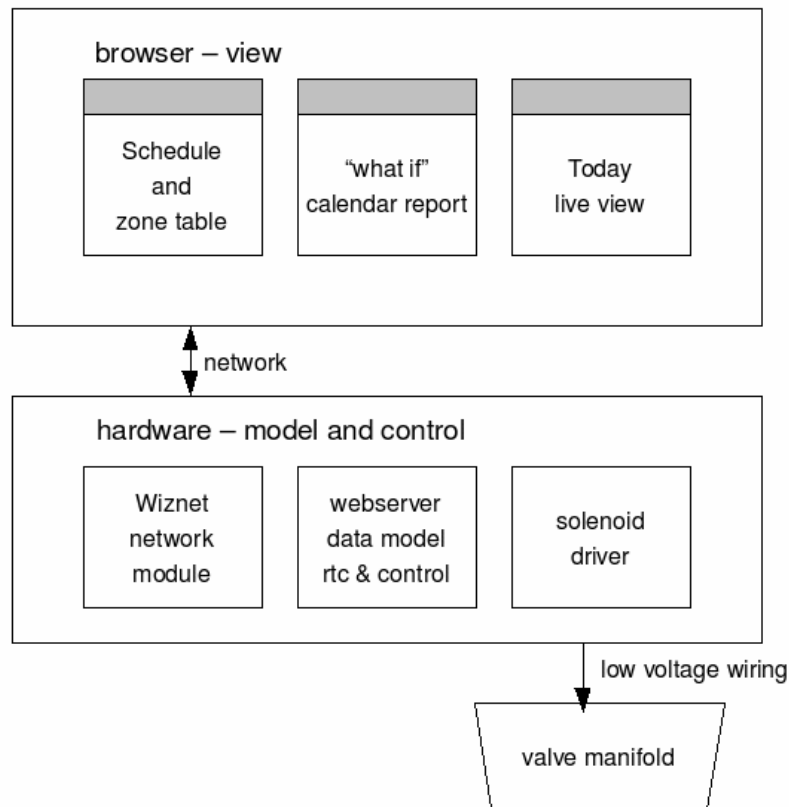 browser – view
Schedule
and
zone table
“what if”
calendar report
Today
live view
network
hardware – model and control
Wiznet
network
module
webserver
data model
rtc & control
solenoid
driver
low voltage wiring
valve manifold